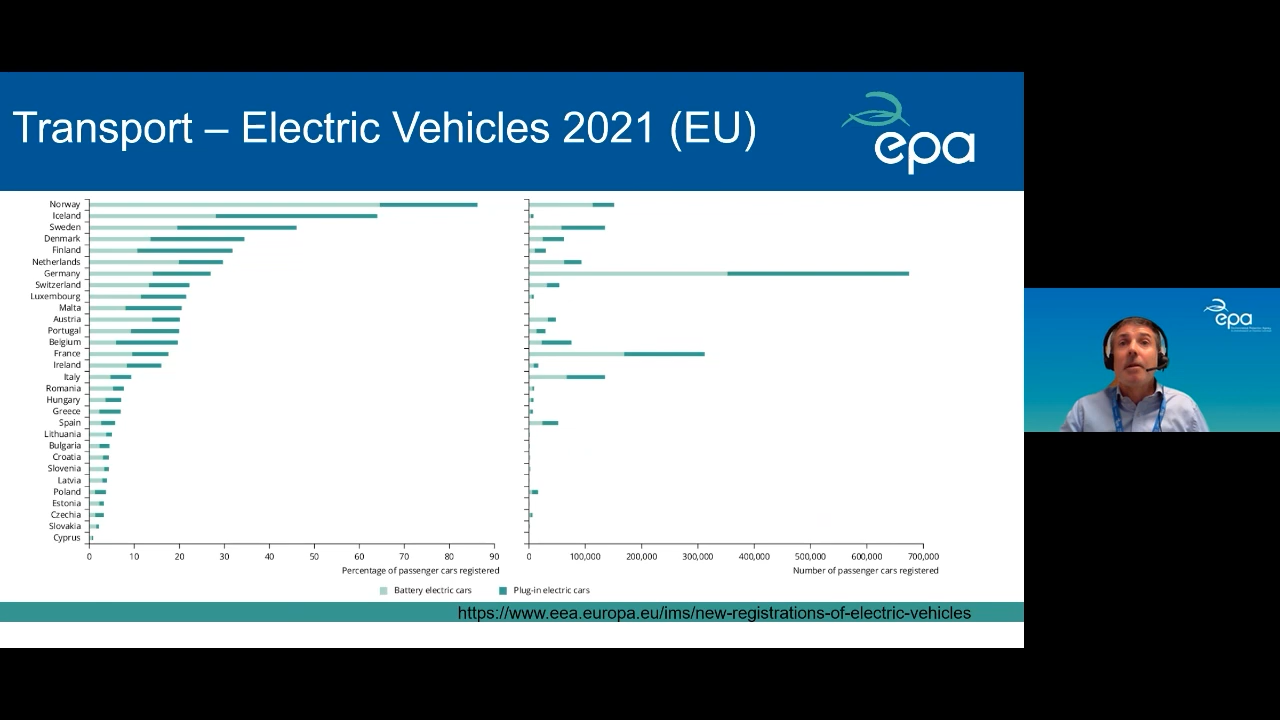 Transport – Electric Vehicles 2021 (EU)
epa
Norway
Iceland
Sweden
Denmark
Finland
Netherlands
Germany
Switzerland
Luxembourg
Malta
Austria
Portugal
Belgium
France
Ireland
Italy
Romania
Hungary
Greece
Spain
Lithuania
Bulgaria
Croatia
Slovenia
Latvia
Poland
Estonia
Czechia
Slovakia
Cyprus
0 10 20 30 40 50 60 70 80 90
Percentage of passenger cars registered
0 100,000 200,000 300,000 400,000 500,000 600,000 700,000
Number of passenger cars registered
Battery electric cars Plug-in electric cars
https://www.eea.europa.eu/ims/new-registrations-of-electric-vehicles
epa